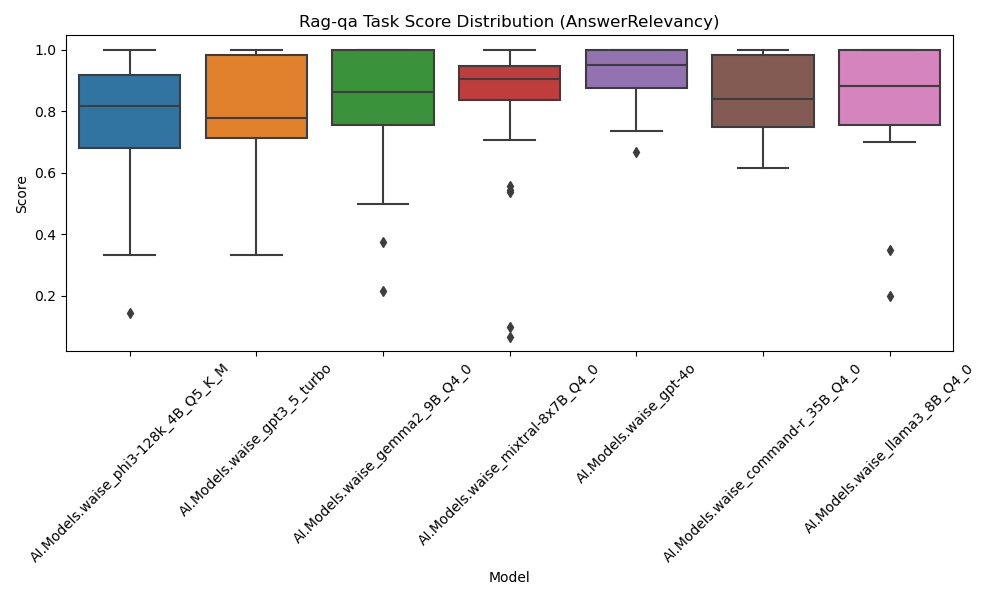 Rag-qa Task Score Distribution (AnswerRelevancy)
1.0
0.8
0.6
0.4
0.2
Score
AI.Models.waise_phi3-128k_4B_Q5_K_M
AI.Models.waise_gpt3_5_turbo
AI.Models.waise_gemma2_9B_Q4_0
AI.Models.waise_mixtral-8x7B_Q4_0
AI.Models.waise_gpt-4o
AI.Models.waise_command-r_35B_Q4_0
AI.Models.waise_llama3_8B_Q4_0
Model